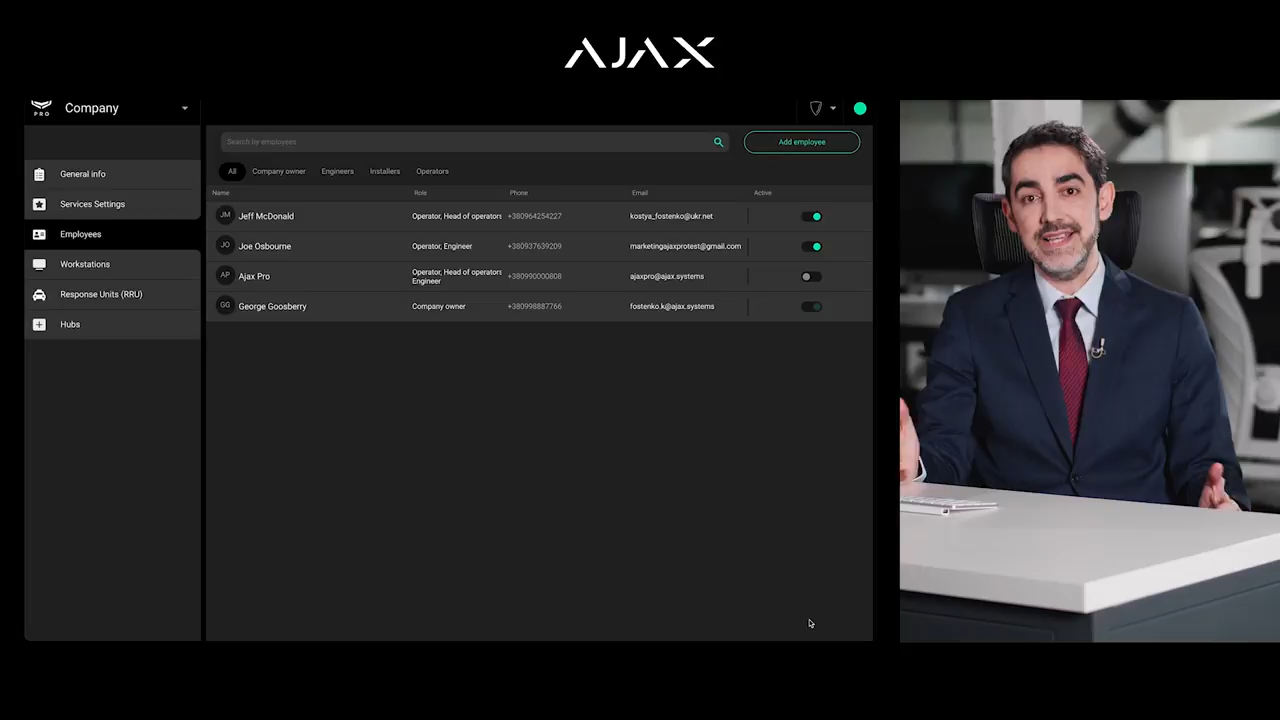 AJAX
PRO
Company
Search by employees
Add employee
General info
Services Settings
Employees
Workstations
Response Units (RRU)
Hubs
All Company owner Engineers Installers Operators
Name Role Phone Email Active
JM Jeff McDonald Operator, Head of operators +380964254227 kostya_fostenko@ukr.net
JO Joe Osbourne Operator, Engineer +380937639209 marketingajaxprotest@gmail.com
AP Ajax Pro Operator, Head of operators +380990000808 ajaxpro@ajax.systems
Engineer
GG George Goosberry Company owner +380998887766 fostenko.k@ajax.systems